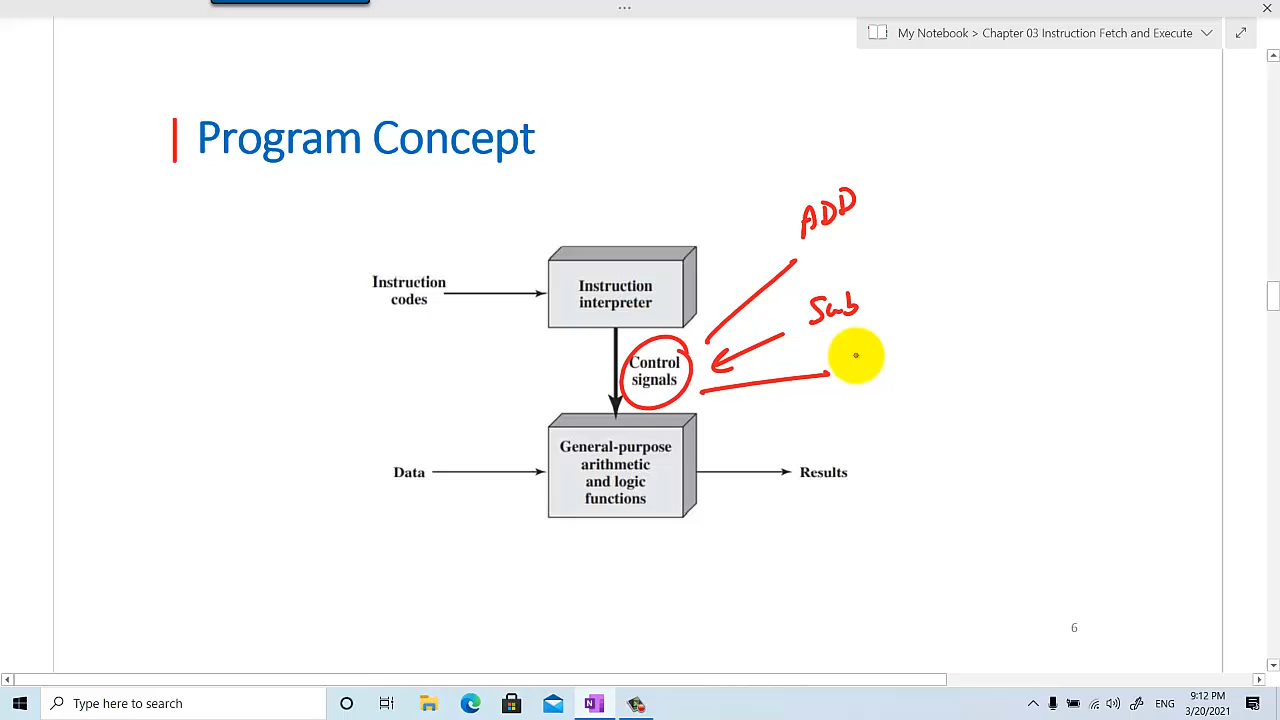 My Notebook > Chapter 03 Instruction Fetch and Execute
Program Concept
ADD
Instruction
codes
Instruction
interpreter
Sub
Control
signals
Data
General-purpose
arithmetic
and logic
functions
Results
6
Type here to search
ENG
9:12 PM
3/20/2021